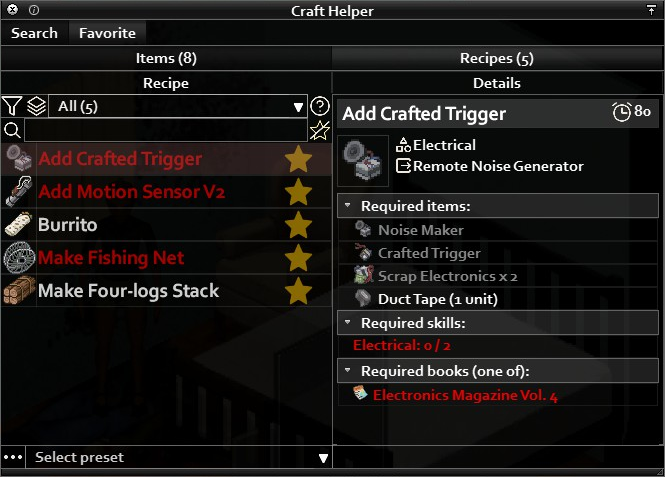 Craft Helper
Search
Favorite
Items (8)
Recipes (5)
Recipe
Details
All (5)
Add Crafted Trigger
Add Motion Sensor V2
Burrito
Make Fishing Net
Make Four-logs Stack
Select preset
Add Crafted Trigger
80
Electrical
Remote Noise Generator
Required items:
Noise Maker
Crafted Trigger
Scrap Electronics x 2
Duct Tape (1 unit)
Required skills:
Electrical: 0 / 2
Required books (one of):
Electronics Magazine Vol. 4